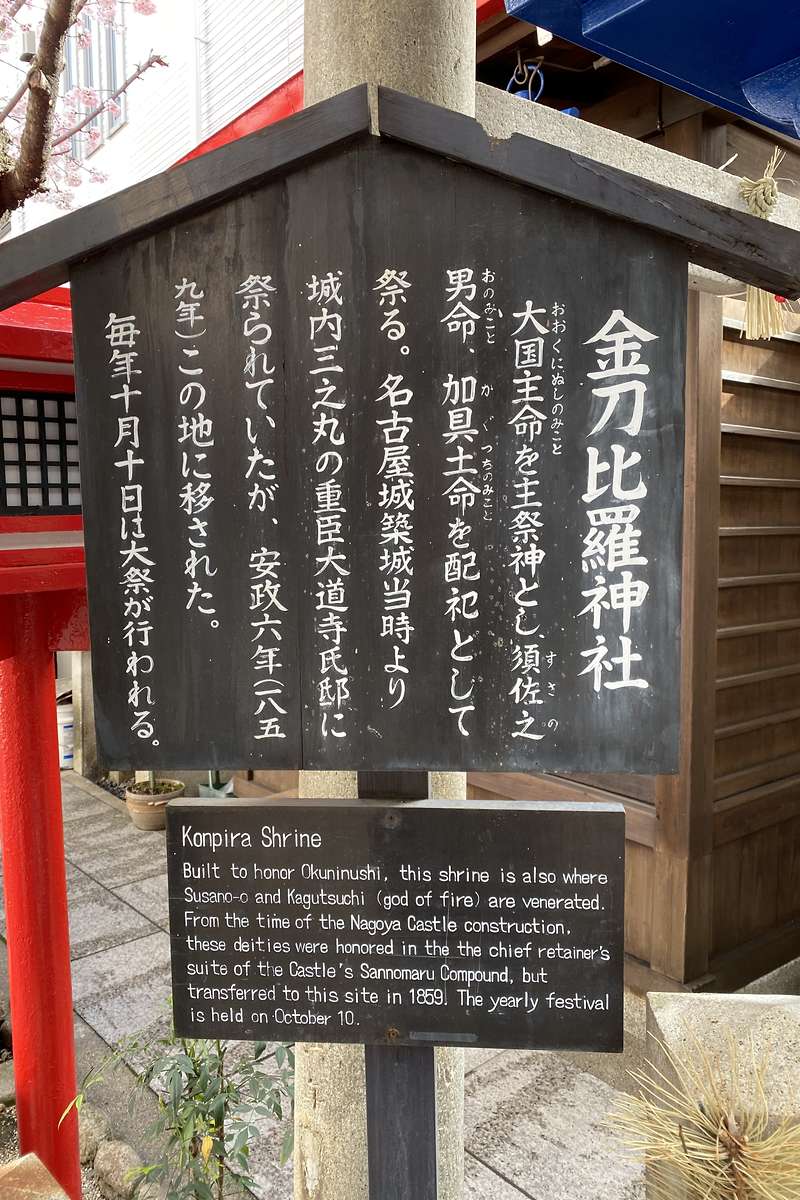 金刀比羅神社
大国主命を主祭神とし、須佐之
おおくにぬしのみこと
すさの
男命、加具土命を配祀として
おのみこと
かぐつちのみこと
祭る。名古屋城築城当時より
城内三之丸の重臣大道寺氏邸に
祭られていたが、安政六年(一八五
九年)この地に移された。
毎年十月十日は大祭が行われる。
Konpira Shrine
Built to honor Okuninushi, this shrine is also where
Susano-o and Kagutsuchi (god of fire) are venerated.
From the time of the Nagoya Castle construction,
these deities were honored in the the chief retainer's
suite of the Castle's Sannomaru Compound, but
transferred to this site in 1859. The yearly festival
is held on October 10.